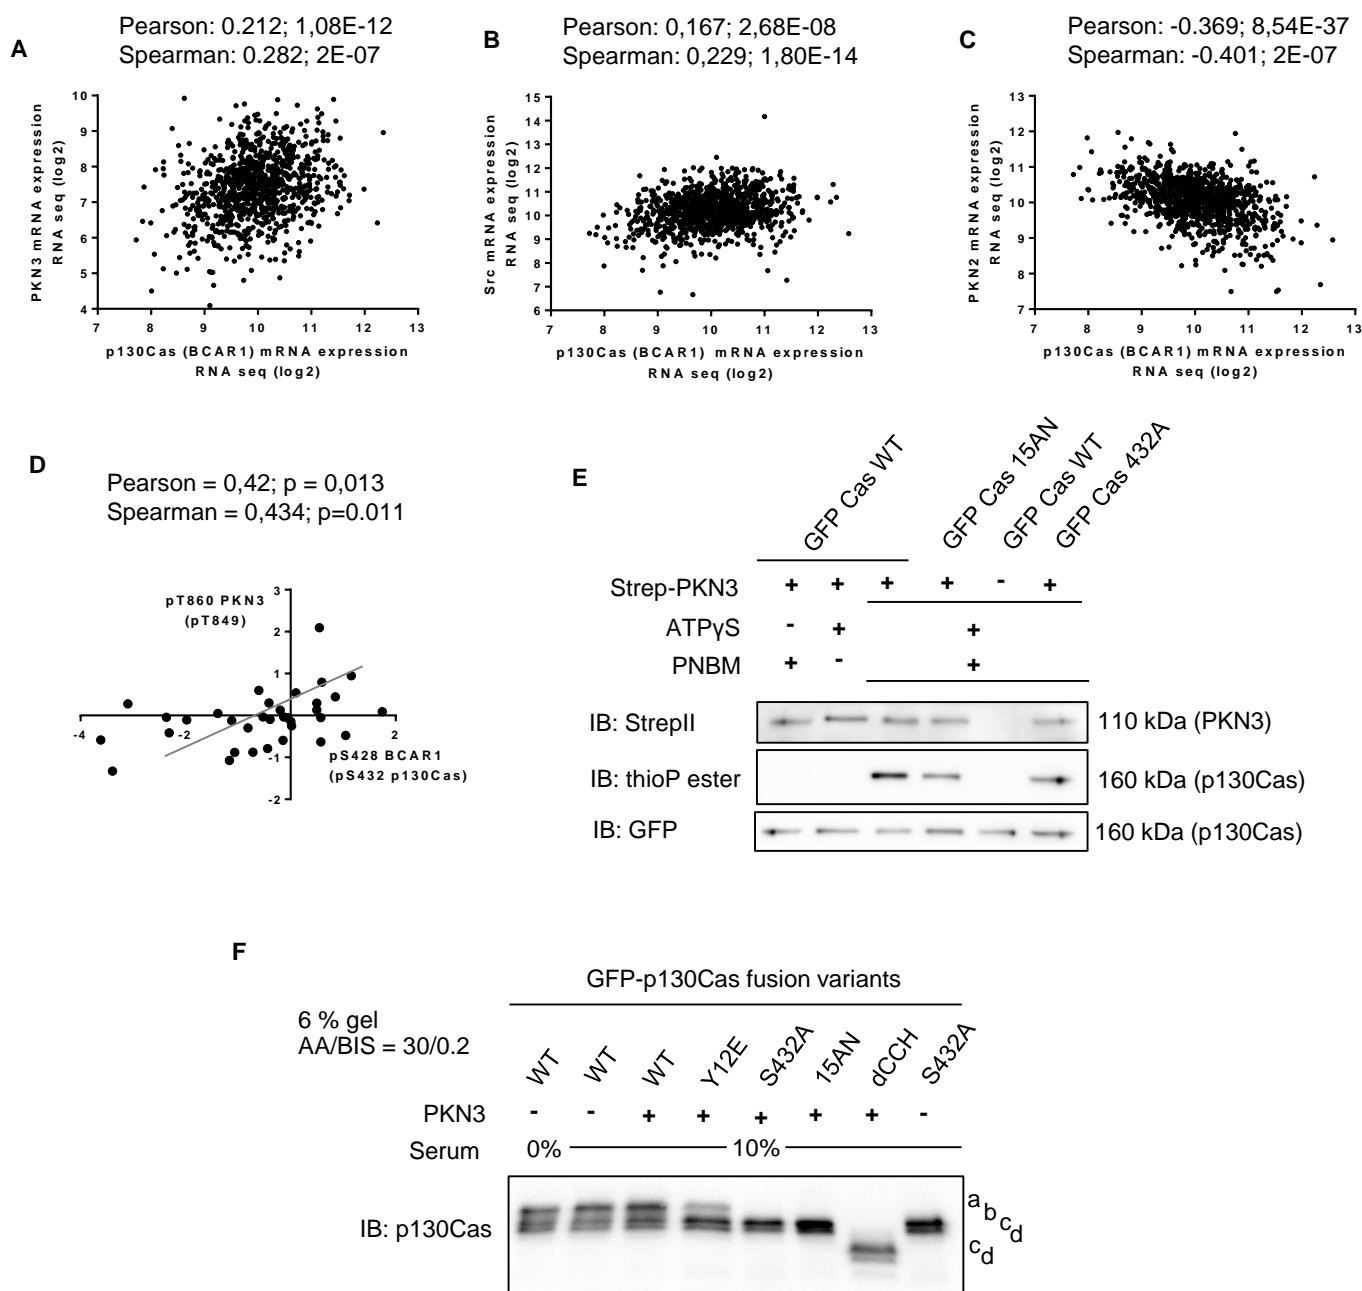 A
Pearson: 0.212; 1,08E-12
Spearman: 0.282; 2E-07
PKN3 mRNA expression
RNA seq (log2)
10
9
8
7
6
5
4
7 8 9 10 11 12 13
p130Cas (BCAR1) mRNA expression
RNA seq (log2)
B
Pearson: 0,167; 2,68E-08
Spearman: 0,229; 1,80E-14
Src mRNA expression
RNA seq (log2)
15
14
13
12
11
10
9
8
7
6
7 8 9 10 11 12 13
p130Cas (BCAR1) mRNA expression
RNA seq (log2)
C
Pearson: -0.369; 8,54E-37
Spearman: -0.401; 2E-07
PKN2 mRNA expression
RNA seq (log2)
13
12
11
10
9
8
7
7 8 9 10 11 12 13
p130Cas (BCAR1) mRNA expression
RNA seq (log2)
D
Pearson = 0,42; p = 0,013
Spearman = 0,434; p=0.011
pT860 PKN3
(pT849)
3
2
1
-4 -2 2
-1
-2
pS428 BCAR1
(pS432 p130Cas)
E
GFP Cas WT
GFP Cas 15AN
GFP Cas WT
GFP Cas 432A
Strep-PKN3 + + + + - +
ATPγS - + +
PNBM + - +
IB: StrepII 110 kDa (PKN3)
IB: thioP ester 160 kDa (p130Cas)
IB: GFP 160 kDa (p130Cas)
F
GFP-p130Cas fusion variants
6 % gel
AA/BIS = 30/0.2
WT WT WT Y12E S432A 15AN dCCH S432A
PKN3 - - + + + + + -
Serum 0% 10%
IB: p130Cas
a b c d
c d